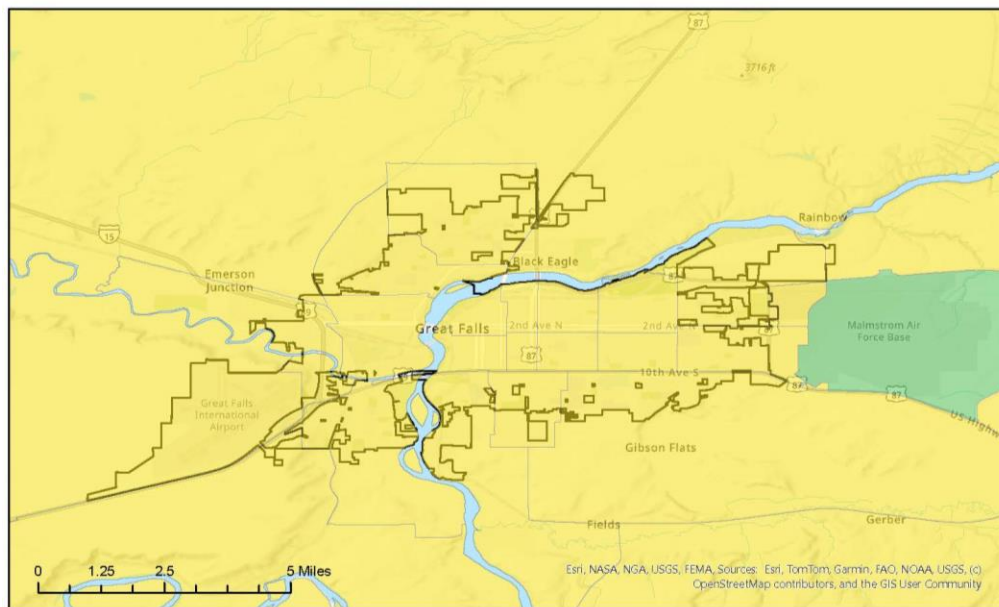 87
3716 ft
Rainbow
15
Emerson
Junction
Black Eagle
87
Great Falls
2nd Ave N
2nd Ave N
87
87
Malmstrom Air
Force Base
10th Ave S
87
87
US Highw
Great Falls
International
Airport
Gibson Flats
Fields
Gerber
0 1.25 2.5 5 Miles
Esri, NASA, NGA, USGS, FEMA, Sources: Esri, TomTom, Garmin, FAO, NOAA, USGS, (c)
OpenStreetMap contributors, and the GIS User Community